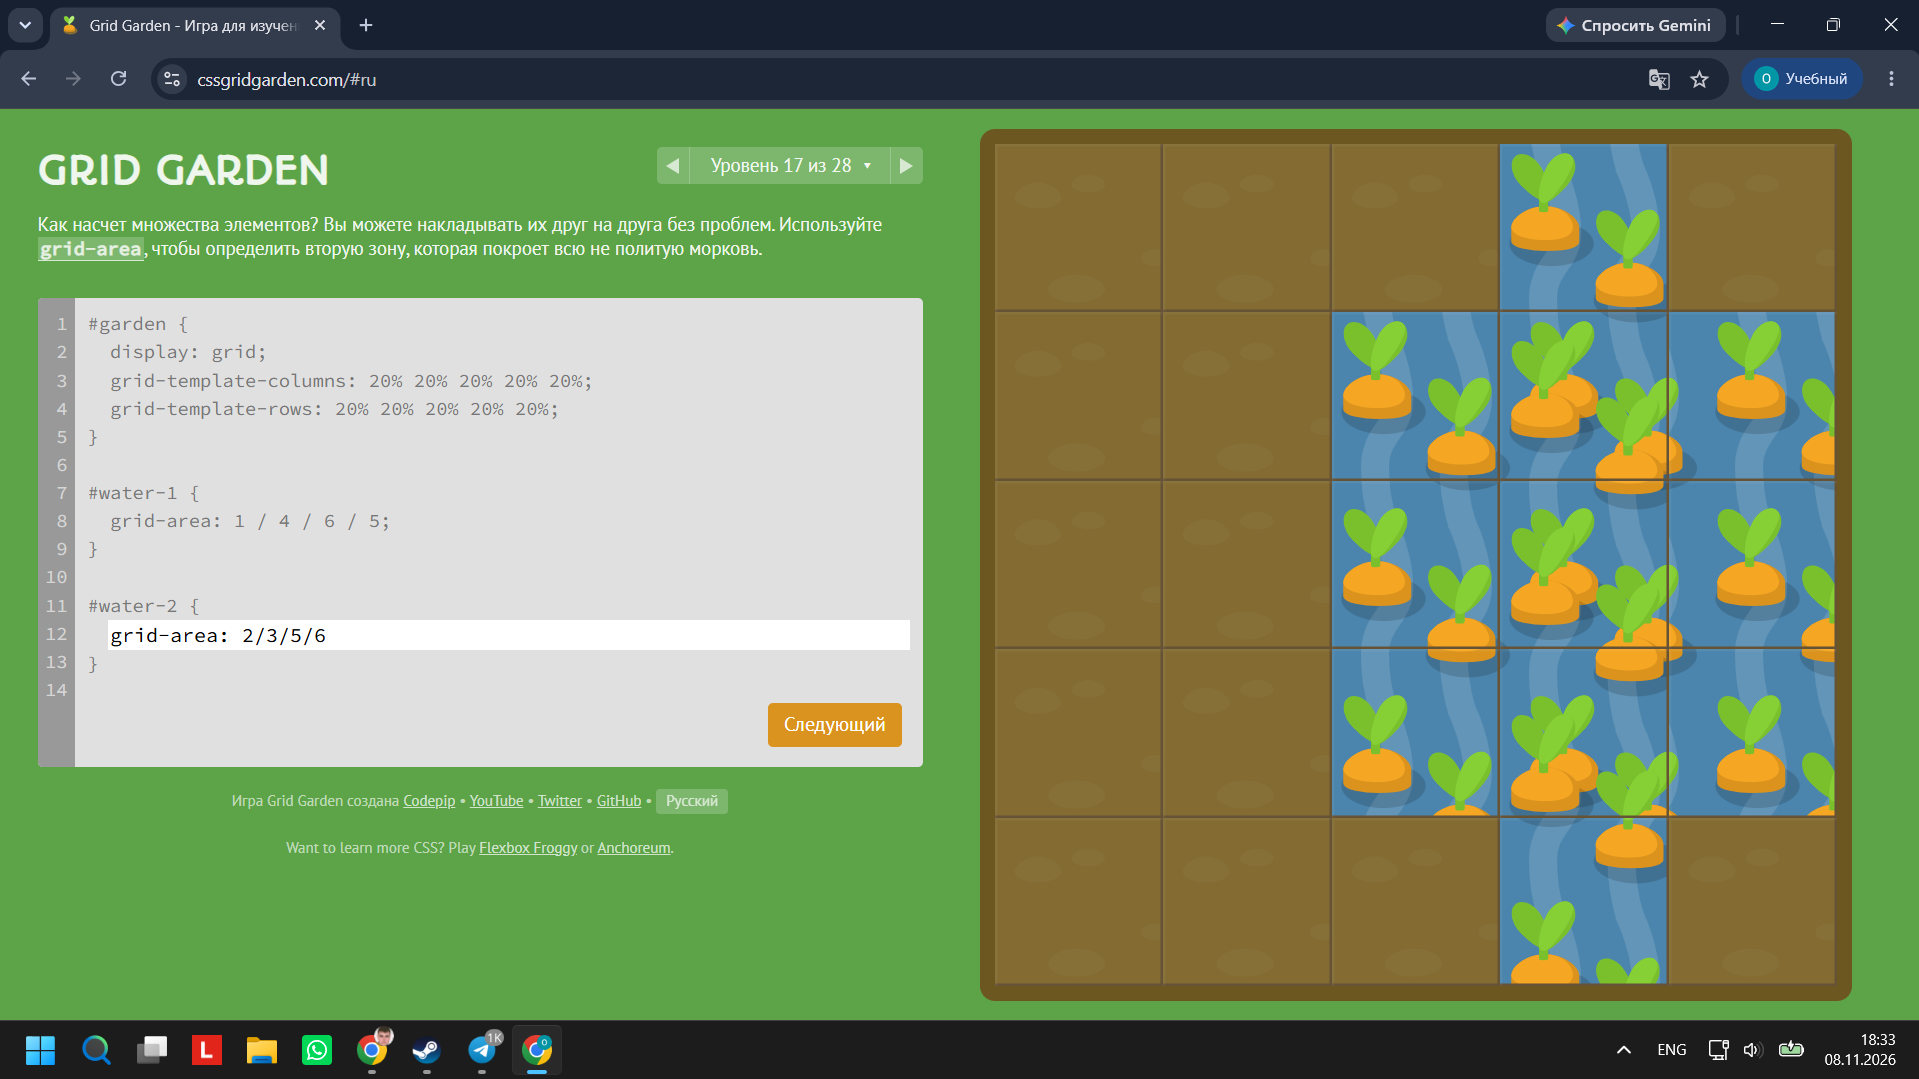 Grid Garden - Игра для изучен
Спросить Gemini
cssgridgarden.com/#ru
O Учебный
GRID GARDEN
Уровень 17 из 28
Как насчет множества элементов? Вы можете накладывать их друг на друга без проблем. Используйте
grid-area, чтобы определить вторую зону, которая покроет всю не политую морковь.
1 #garden {
2 display: grid;
3 grid-template-columns: 20% 20% 20% 20% 20%;
4 grid-template-rows: 20% 20% 20% 20% 20%;
5 }
6
7 #water-1 {
8 grid-area: 1 / 4 / 6 / 5;
9 }
10
11 #water-2 {
12 grid-area: 2/3/5/6
13 }
14
Следующий
Игра Grid Garden создана Codepip • YouTube • Twitter • GitHub • Русский
Want to learn more CSS? Play Flexbox Froggy or Anchoreum.
L
1K
O
ENG
18:33
08.11.2026